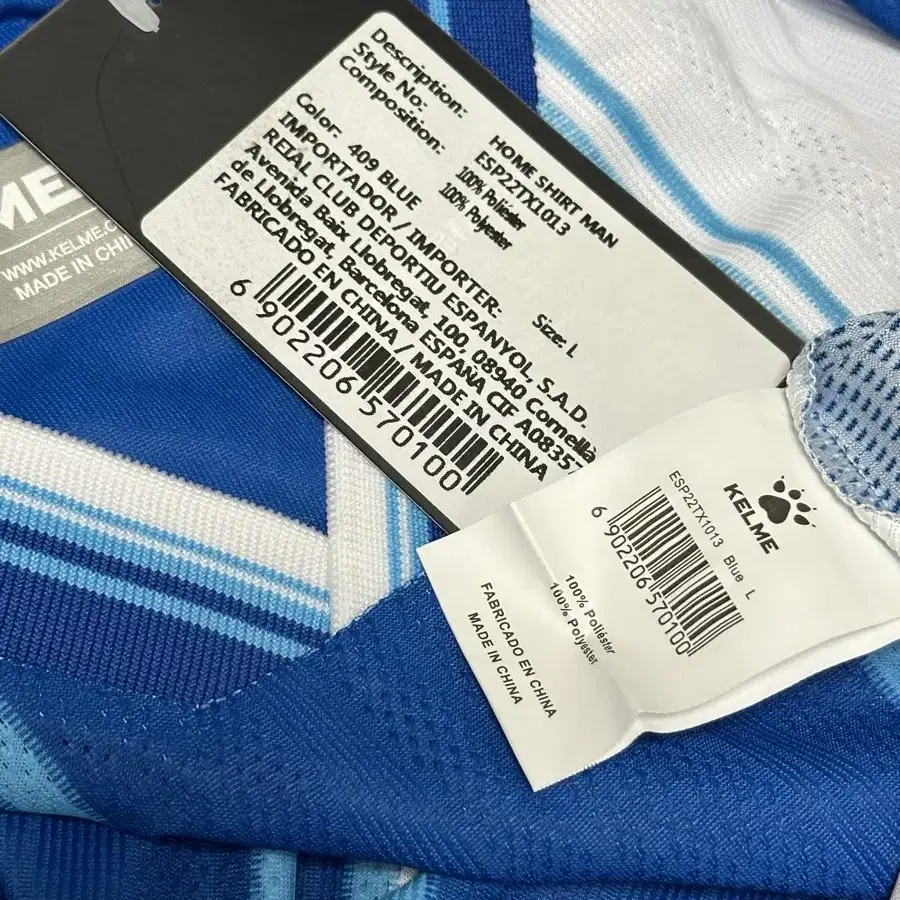 Description:
HOME SHIRT MAN
Style No:
ESP22TX1013
Composition:
100% Poliéster
100% Polyester
Color: 409 BLUE
Size: L
IMPORTADOR / IMPORTER:
REIAL CLUB DEPORTIU ESPANYOL, S.A.D.
Avenida Baix Llobregat, 100, 08940 Cornellà
de Llobregat, Barcelona ESPAÑA CIF A08357
FABRICADO EN CHINA / MADE IN CHINA
6 902206 570100
ME
WWW.KELME.C
MADE IN CHI
KELME
ESP22TX1013 Blue L
6 902206 570100
100% Poliéster
100% Polyéster
FABRICADO EN CHINA
MADE IN CHINA